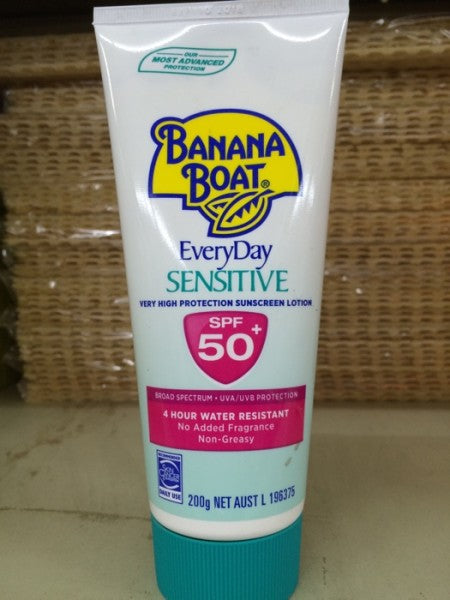 OUR
MOST ADVANCED
PROTECTION
BANANA
BOAT®
EveryDay
SENSITIVE
VERY HIGH PROTECTION SUNSCREEN LOTION
SPF
50+
BROAD SPECTRUM • UVA/UVB PROTECTION
4 HOUR WATER RESISTANT
No Added Fragrance
Non-Greasy
RECOMMENDED
DAILY USE
200g NET AUST L 196375